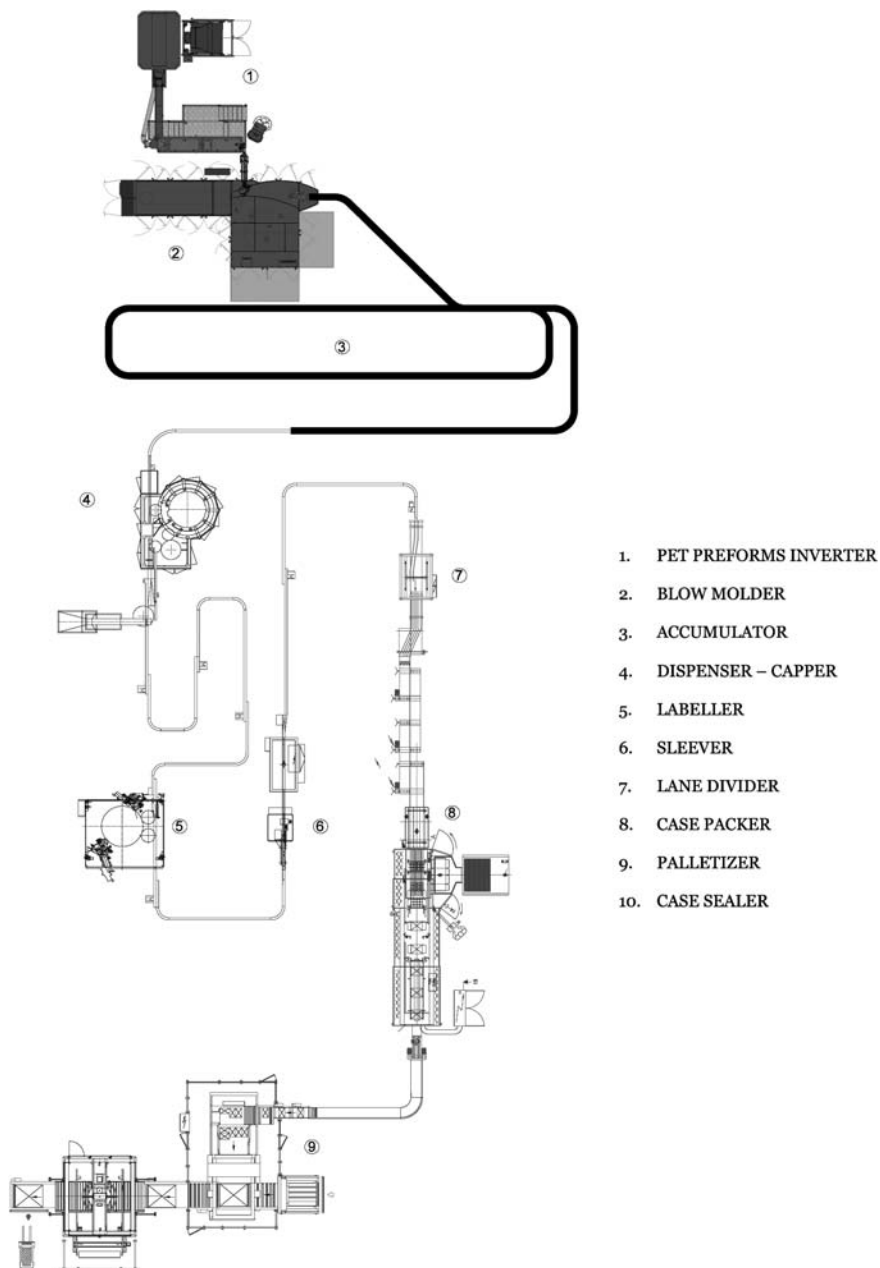 1
2
3
4
5
6
7
8
9
1. PET PREFORMS INVERTER
2. BLOW MOLDER
3. ACCUMULATOR
4. DISPENSER – CAPPER
5. LABELLER
6. SLEEVER
7. LANE DIVIDER
8. CASE PACKER
9. PALLETIZER
10. CASE SEALER